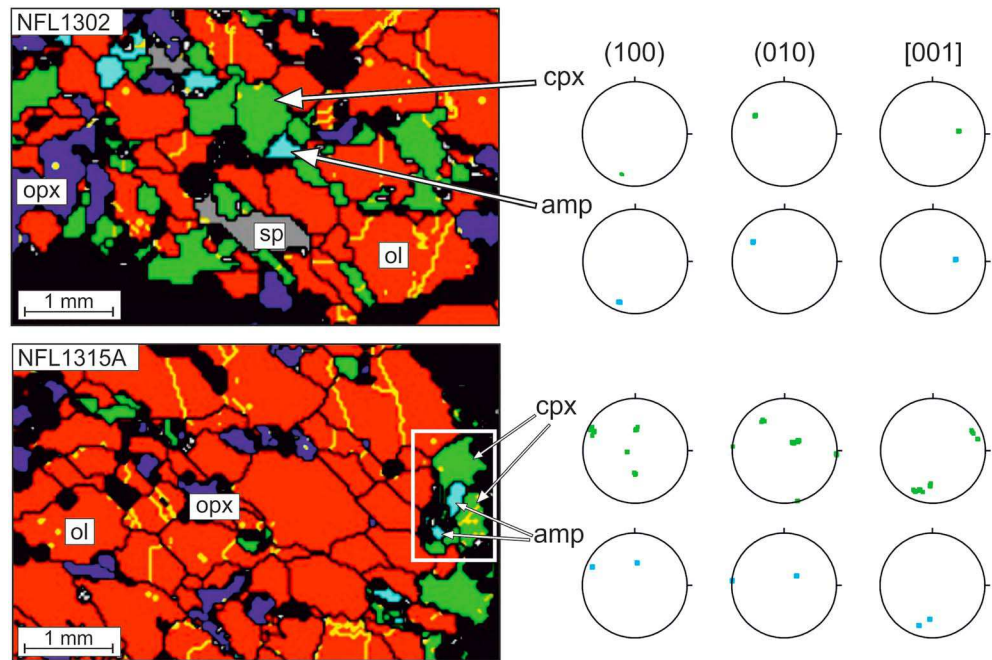 NFL1302
(100) (010) [001]
cpx
opx
amp
sp
ol
1 mm
NFL1315A
cpx
opx
ol
amp
1 mm